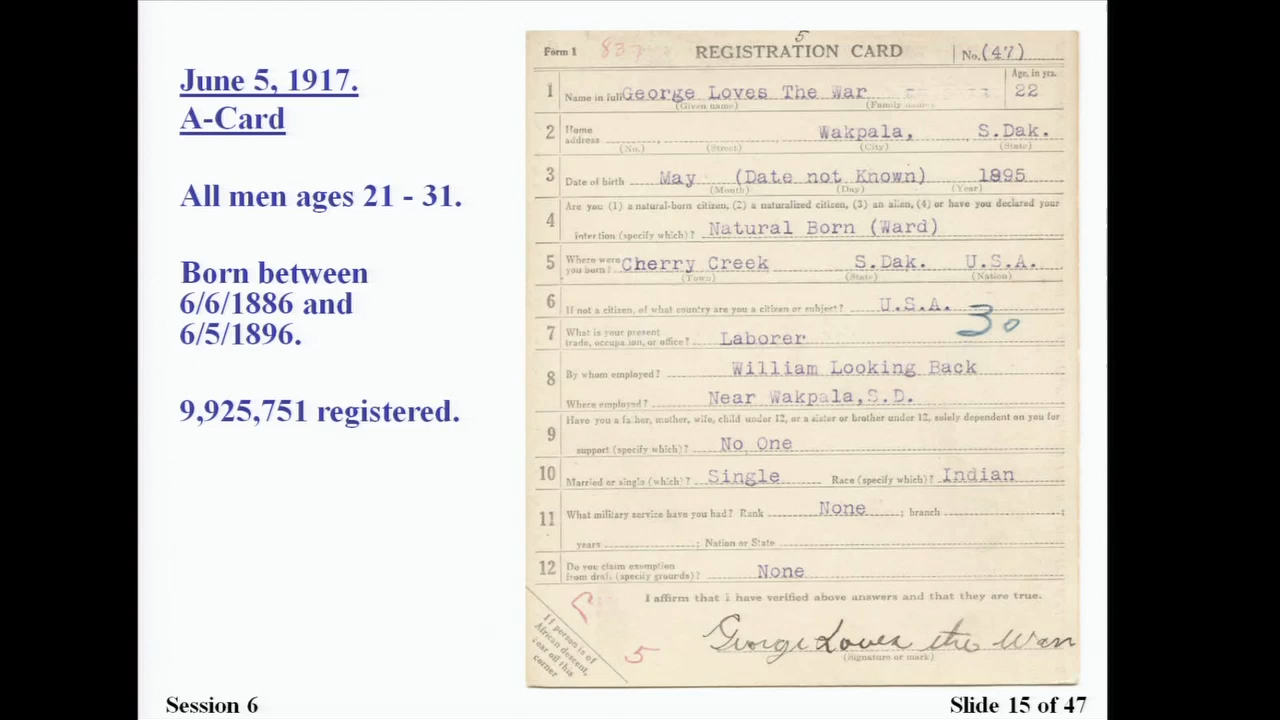 June 5, 1917.
A-Card
All men ages 21 - 31.
Born between
6/6/1886 and
6/5/1896.
9,925,751 registered.
5
Form 1 837 REGISTRATION CARD No. (47)
Age, in yrs.
1 Name in full George Loves The War 22
(Given name) (Family name)
2 Home address Wakpala, S.Dak.
(No.) (Street) (City) (State)
3 Date of birth May (Date not Known) 1895
(Month) (Day) (Year)
4 Are you (1) a natural-born citizen, (2) a naturalized citizen, (3) an alien, (4) or have you declared your
intention (specify which)? Natural Born (Ward)
5 Where were you born? Cherry Creek S.Dak. U.S.A.
(Town) (State) (Nation)
6 If not a citizen, of what country are you a citizen or subject? U.S.A.
30
7 What is your present trade, occupation, or office? Laborer
8 By whom employed? William Looking Back
Where employed? Near Wakpala,S.D.
9 Have you a father, mother, wife, child under 12, or a sister or brother under 12, solely dependent on you for
support (specify which)? No One
10 Married or single (which)? Single Race (specify which)? Indian
11 What military service have you had? Rank None ; branch ;
years ; Nation or State
12 Do you claim exemption from draft (specify grounds)? None
I affirm that I have verified above answers and that they are true.
George Loves the War
(Signature or mark)
If person is of
African descent,
tear off this
corner
5
Session 6
Slide 15 of 47